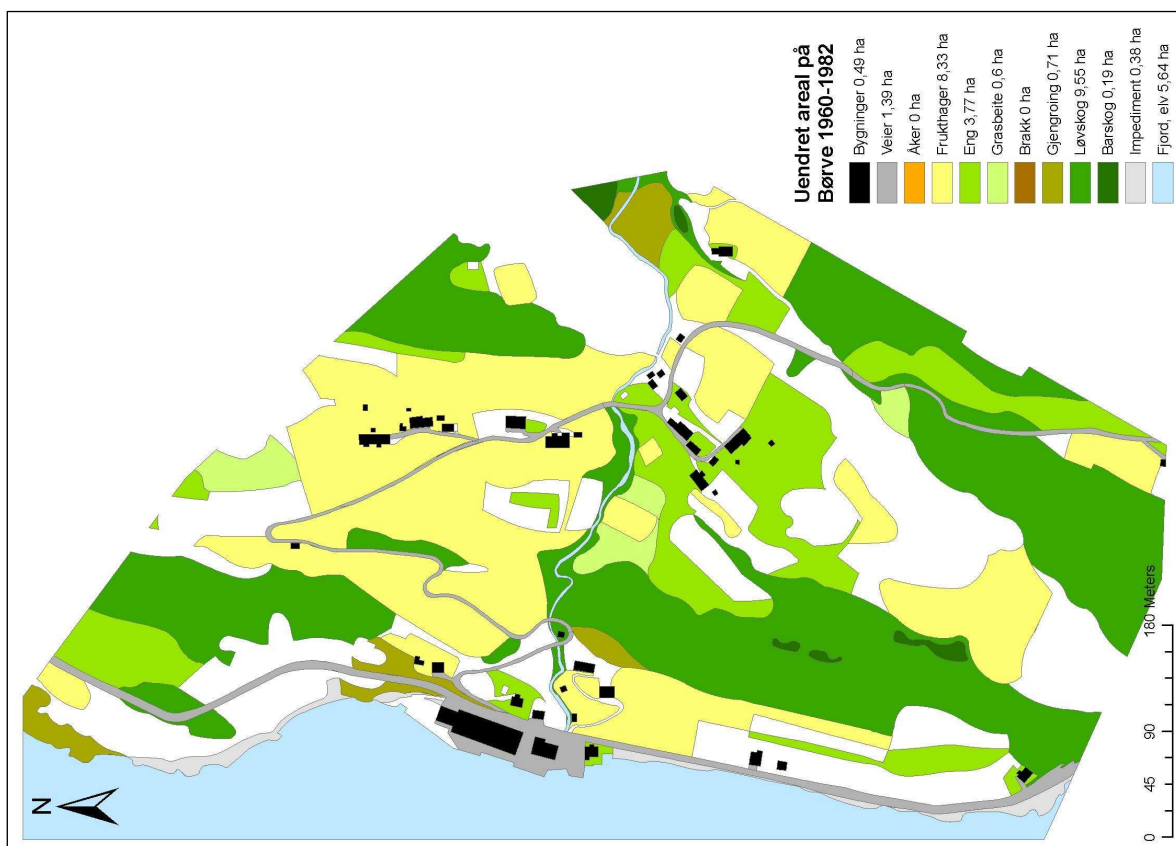 Uendret areal på
Børve 1960-1982
Bygninger 0,49 ha
Veier 1,39 ha
Åker 0 ha
Frukthager 8,33 ha
Eng 3,77 ha
Grasbeite 0,6 ha
Brakk 0 ha
Gjengroing 0,71 ha
Løvskog 9,55 ha
Barskog 0,19 ha
Impediment 0,38 ha
Fjord, elv 5,64 ha
N
0 45 90 180 Meters